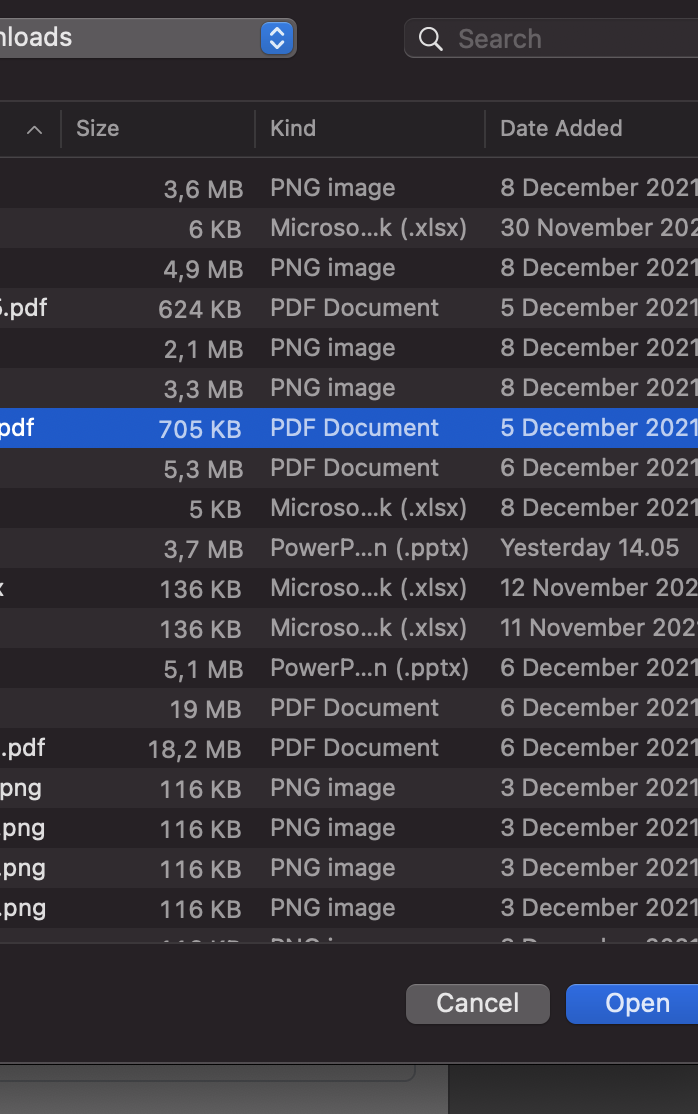 nloads Search
Size Kind Date Added
3,6 MB PNG image 8 December 2021
6 KB Microso...k (.xlsx) 30 November 202
4,9 MB PNG image 8 December 2021
5.pdf 624 KB PDF Document 5 December 2021
2,1 MB PNG image 8 December 2021
3,3 MB PNG image 8 December 2021
pdf 705 KB PDF Document 5 December 2021
5,3 MB PDF Document 6 December 2021
5 KB Microso...k (.xlsx) 8 December 2021
3,7 MB PowerP...n (.pptx) Yesterday 14.05
x 136 KB Microso...k (.xlsx) 12 November 202
136 KB Microso...k (.xlsx) 11 November 202
5,1 MB PowerP...n (.pptx) 6 December 2021
19 MB PDF Document 6 December 2021
.pdf 18,2 MB PDF Document 6 December 2021
png 116 KB PNG image 3 December 2021
.png 116 KB PNG image 3 December 2021
.png 116 KB PNG image 3 December 2021
.png 116 KB PNG image 3 December 2021
Cancel Open